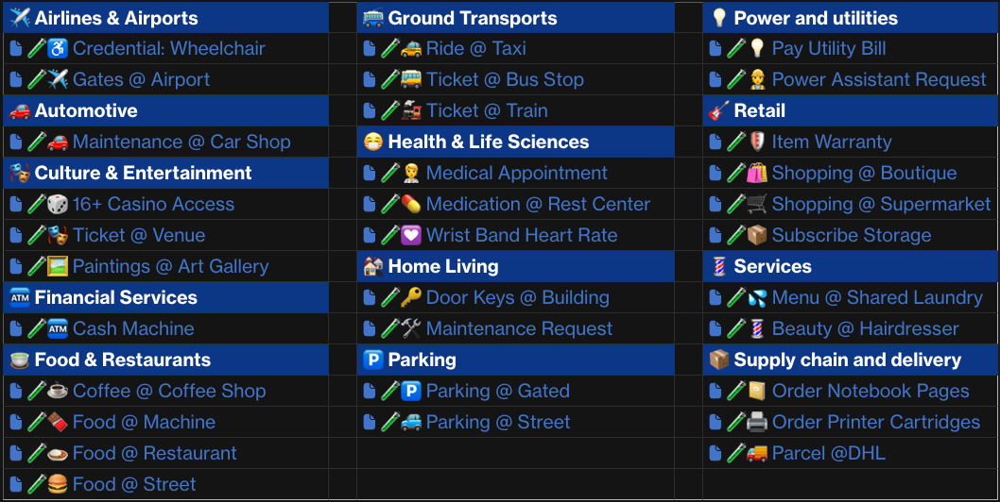 Airlines & Airports
Credential: Wheelchair
Gates @ Airport
Automotive
Maintenance @ Car Shop
Culture & Entertainment
16+ Casino Access
Ticket @ Venue
Paintings @ Art Gallery
Financial Services
ATM Cash Machine
Food & Restaurants
Coffee @ Coffee Shop
Food @ Machine
Food @ Restaurant
Food @ Street
Ground Transports
Ride @ Taxi
Ticket @ Bus Stop
Ticket @ Train
Health & Life Sciences
Medical Appointment
Medication @ Rest Center
Wrist Band Heart Rate
Home Living
Door Keys @ Building
Maintenance Request
P Parking
P Parking @ Gated
Parking @ Street
Power and utilities
Pay Utility Bill
Power Assistant Request
Retail
Item Warranty
Shopping @ Boutique
Shopping @ Supermarket
Subscribe Storage
Services
Menu @ Shared Laundry
Beauty @ Hairdresser
Supply chain and delivery
Order Notebook Pages
Order Printer Cartridges
Parcel @DHL